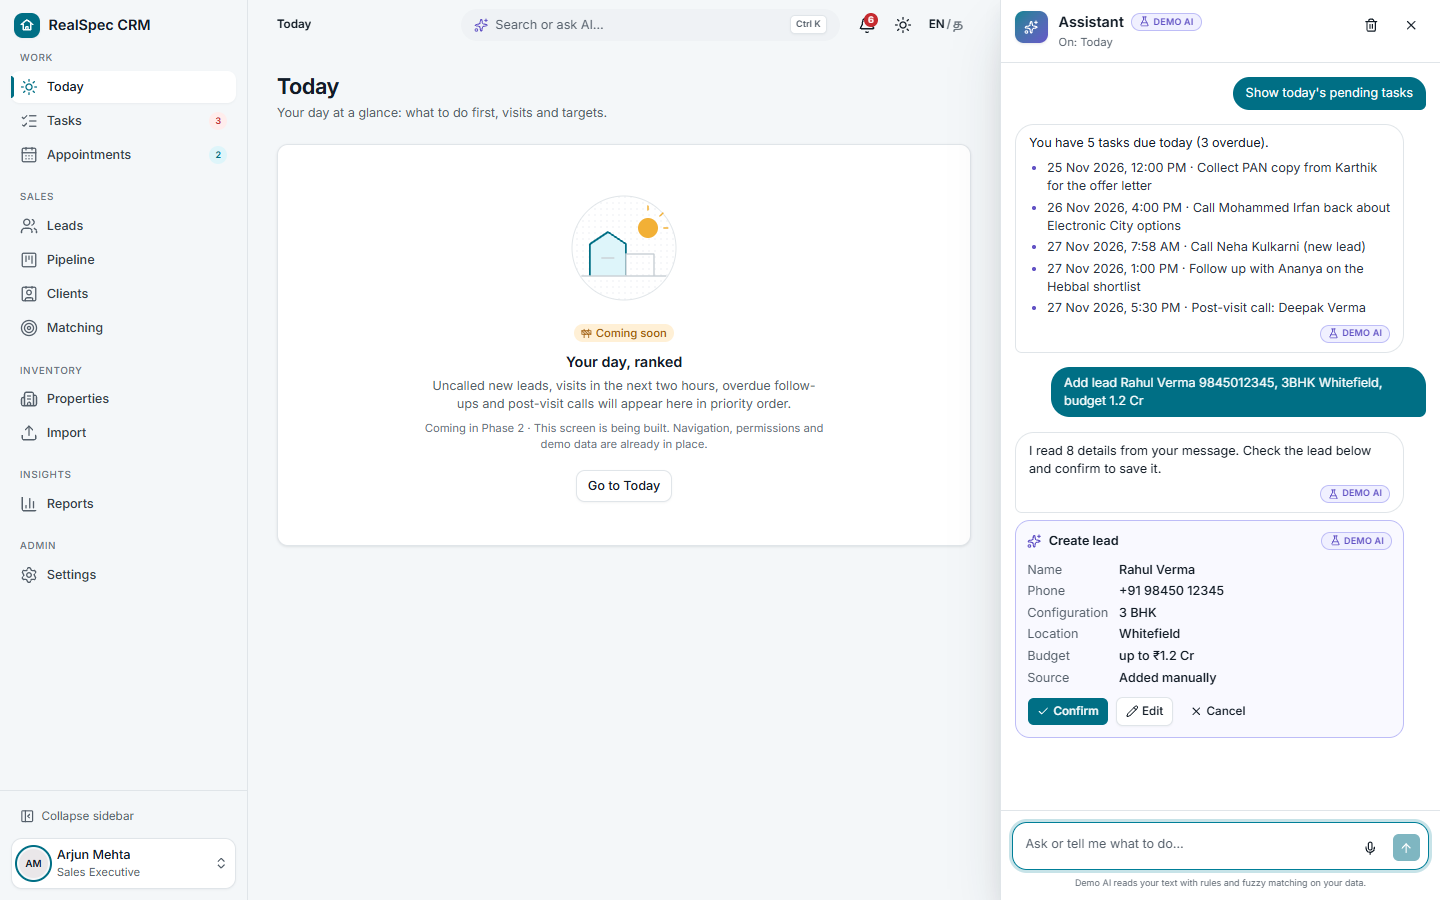 RealSpec CRM
WORK
Today
Tasks
3
Appointments
2
SALES
Leads
Pipeline
Clients
Matching
INVENTORY
Properties
Import
INSIGHTS
Reports
ADMIN
Settings
Collapse sidebar
AM
Arjun Mehta
Sales Executive
Today
Search or ask AI...
Ctrl K
6
EN / த
Today
Your day at a glance: what to do first, visits and targets.
Coming soon
Your day, ranked
Uncalled new leads, visits in the next two hours, overdue follow-
ups and post-visit calls will appear here in priority order.
Coming in Phase 2 · This screen is being built. Navigation, permissions and
demo data are already in place.
Go to Today
Assistant
DEMO AI
On: Today
Show today's pending tasks
You have 5 tasks due today (3 overdue).
• 25 Nov 2026, 12:00 PM · Collect PAN copy from Karthik
for the offer letter
• 26 Nov 2026, 4:00 PM · Call Mohammed Irfan back about
Electronic City options
• 27 Nov 2026, 7:58 AM · Call Neha Kulkarni (new lead)
• 27 Nov 2026, 1:00 PM · Follow up with Ananya on the
Hebbal shortlist
• 27 Nov 2026, 5:30 PM · Post-visit call: Deepak Verma
DEMO AI
Add lead Rahul Verma 9845012345, 3BHK Whitefield,
budget 1.2 Cr
I read 8 details from your message. Check the lead below
and confirm to save it.
DEMO AI
Create lead
DEMO AI
Name Rahul Verma
Phone +91 98450 12345
Configuration 3 BHK
Location Whitefield
Budget up to ₹1.2 Cr
Source Added manually
Confirm
Edit
Cancel
Ask or tell me what to do...
Demo AI reads your text with rules and fuzzy matching on your data.